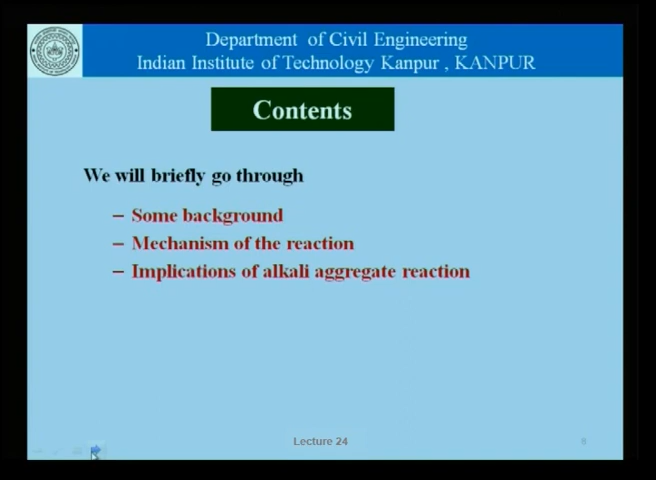 Department of Civil Engineering
Indian Institute of Technology Kanpur , KANPUR
Contents
We will briefly go through
– Some background
– Mechanism of the reaction
– Implications of alkali aggregate reaction
Lecture 24